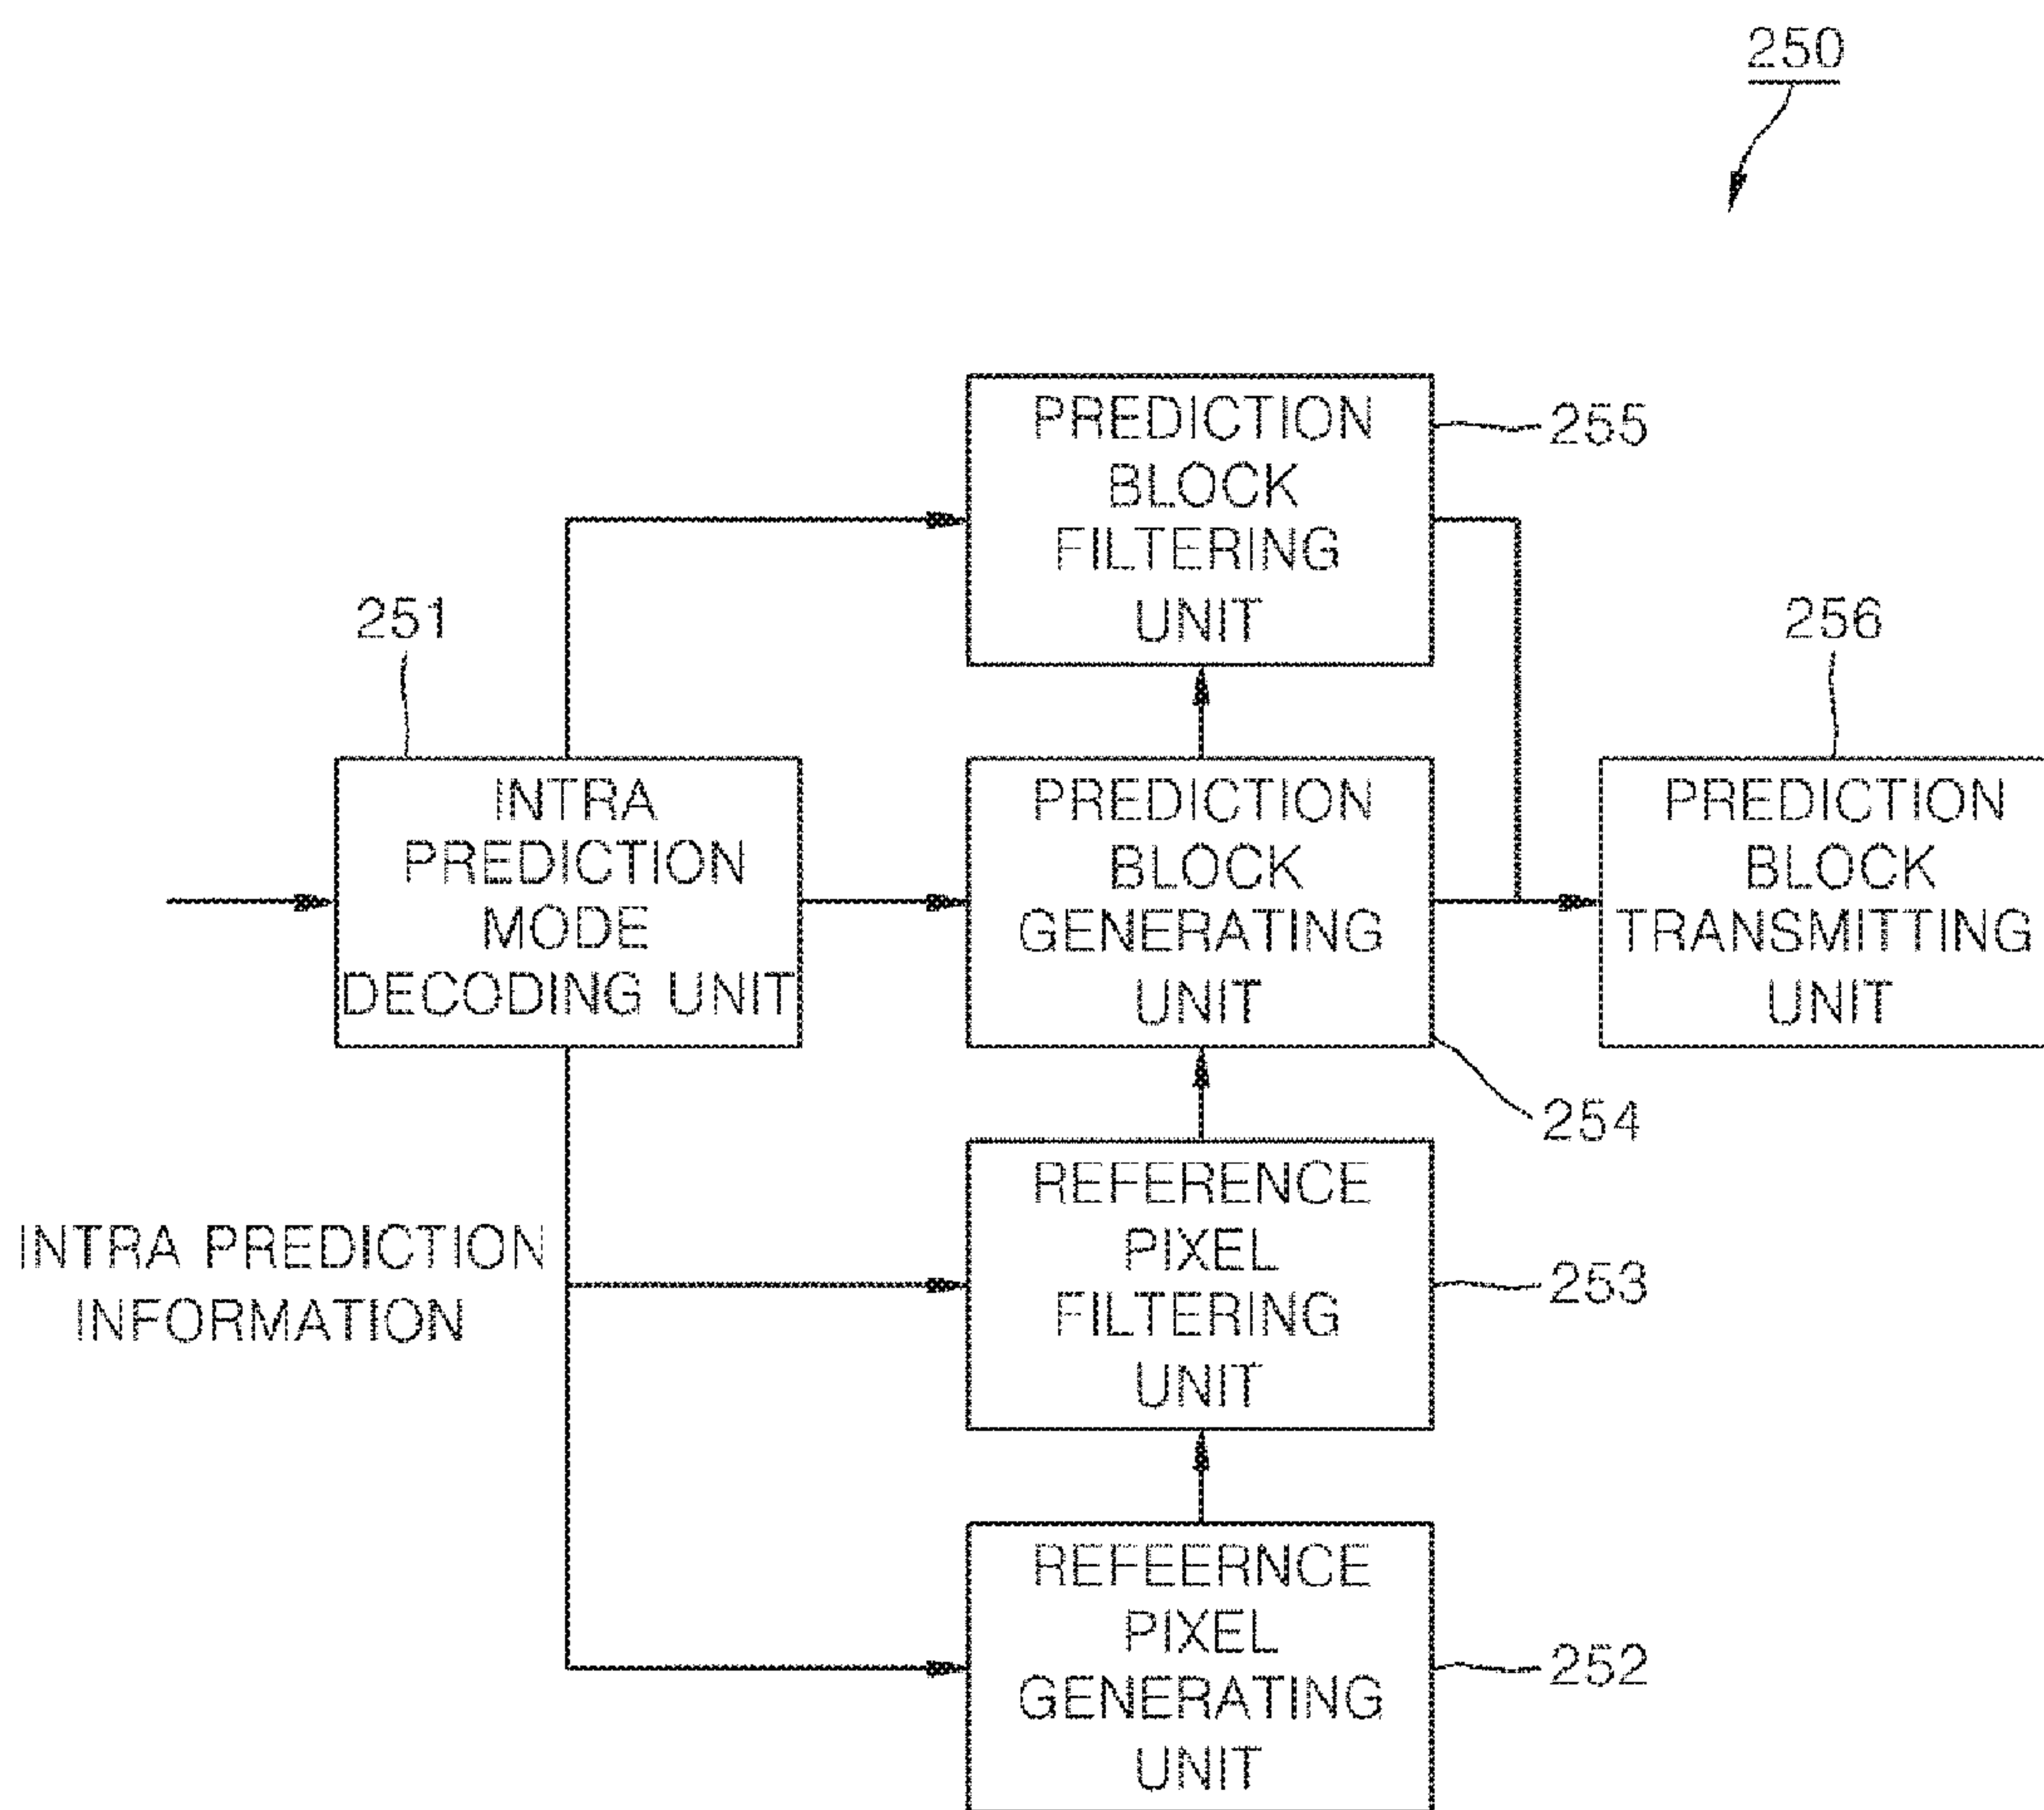 250
PREDICTION
BLOCK
FILTERING
UNIT
255
251
INTRA
PREDICTION
MODE
DECODING UNIT
PREDICTION
BLOCK
GENERATING
UNIT
254
256
PREDICTION
BLOCK
TRANSMITTING
UNIT
INTRA PREDICTION
INFORMATION
REFERENCE
PIXEL
FILTERING
UNIT
253
REFEERNCE
PIXEL
GENERATING
UNIT
252